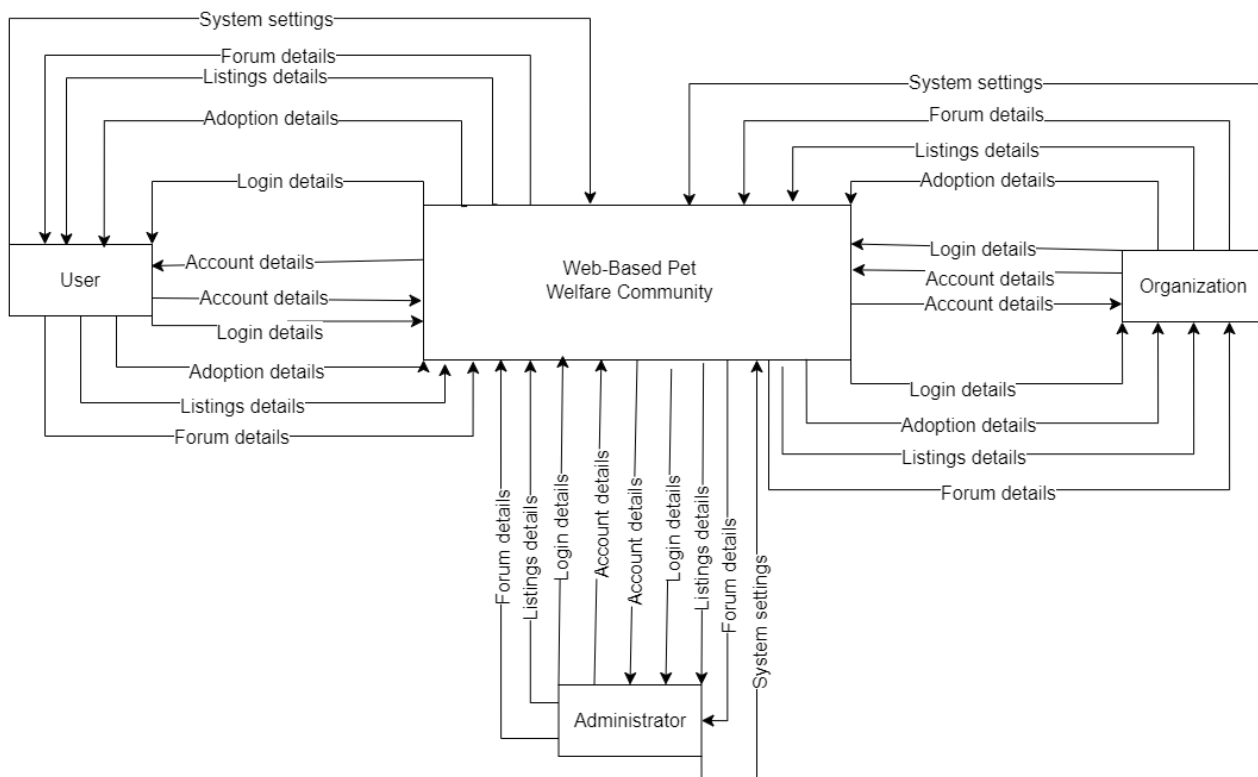 System settings
Forum details
Listings details
Adoption details
Login details
User
Account details
Account details
Login details
Adoption details
Listings details
Forum details
Web-Based Pet
Welfare Community
System settings
Forum details
Listings details
Adoption details
Login details
Account details
Account details
Organization
Login details
Adoption details
Listings details
Forum details
Forum details
Listings details
Login details
Account details
Account details
Login details
Listings details
Forum details
System settings
Administrator